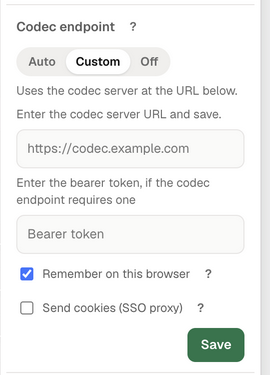 Codec endpoint ?
Auto Custom Off
Uses the codec server at the URL below.
Enter the codec server URL and save.
https://codec.example.com
Enter the bearer token, if the codec
endpoint requires one
Bearer token
Remember on this browser ?
Send cookies (SSO proxy) ?
Save